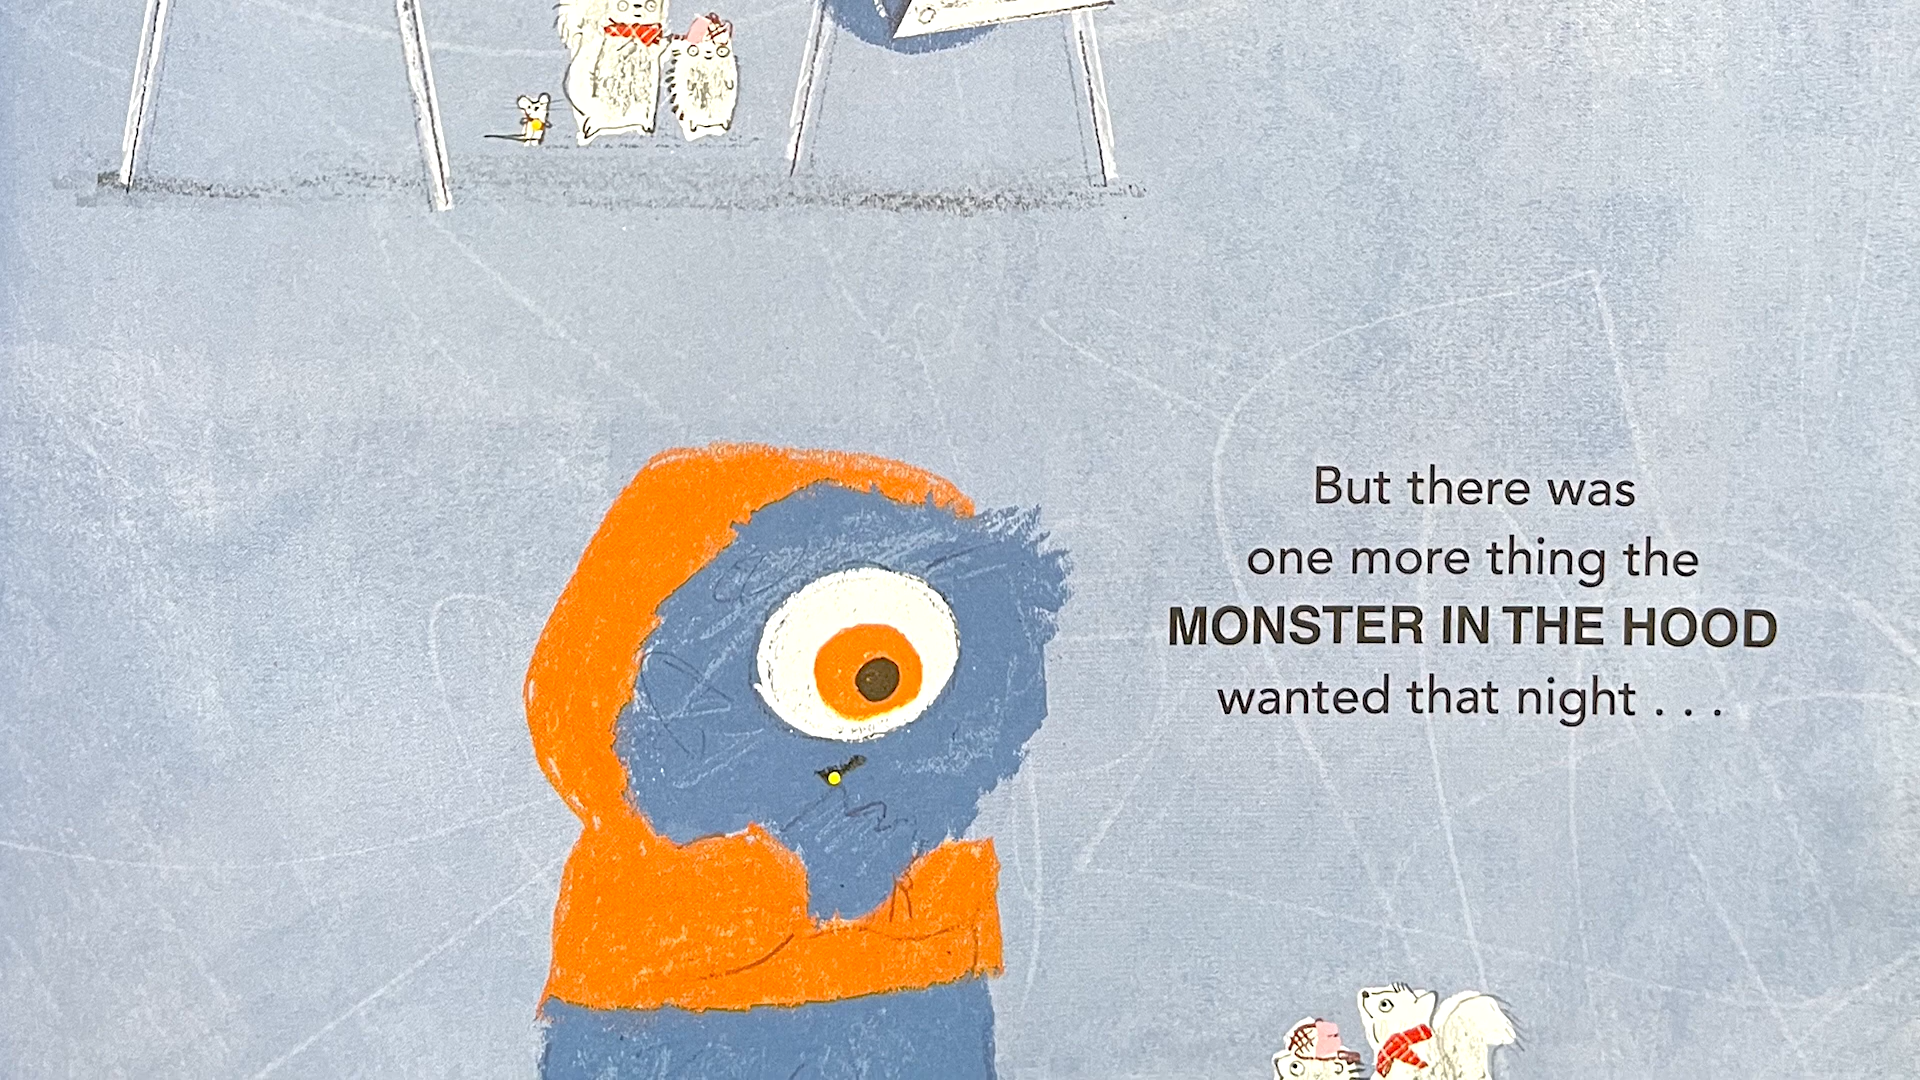 But there was
one more thing the
MONSTER IN THE HOOD
wanted that night . . .